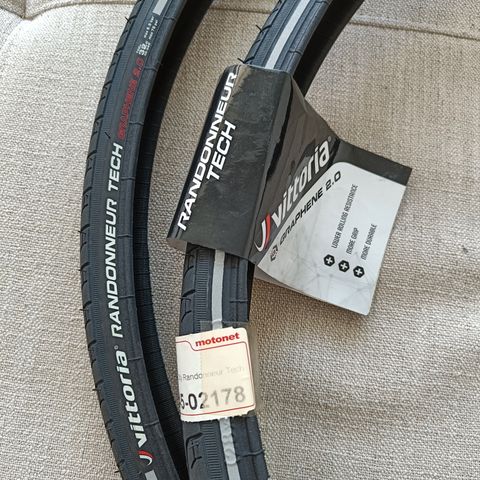 Vittoria® RANDONNEUR TECH GRAPHENE 2.0
RANDONNEUR
TECH
Vittoria®
GRAPHENE 2.0
LOWER ROLLING RESISTANCE
MORE GRIP
MORE DURABLE
motonet
Randonneur Tech
-02178